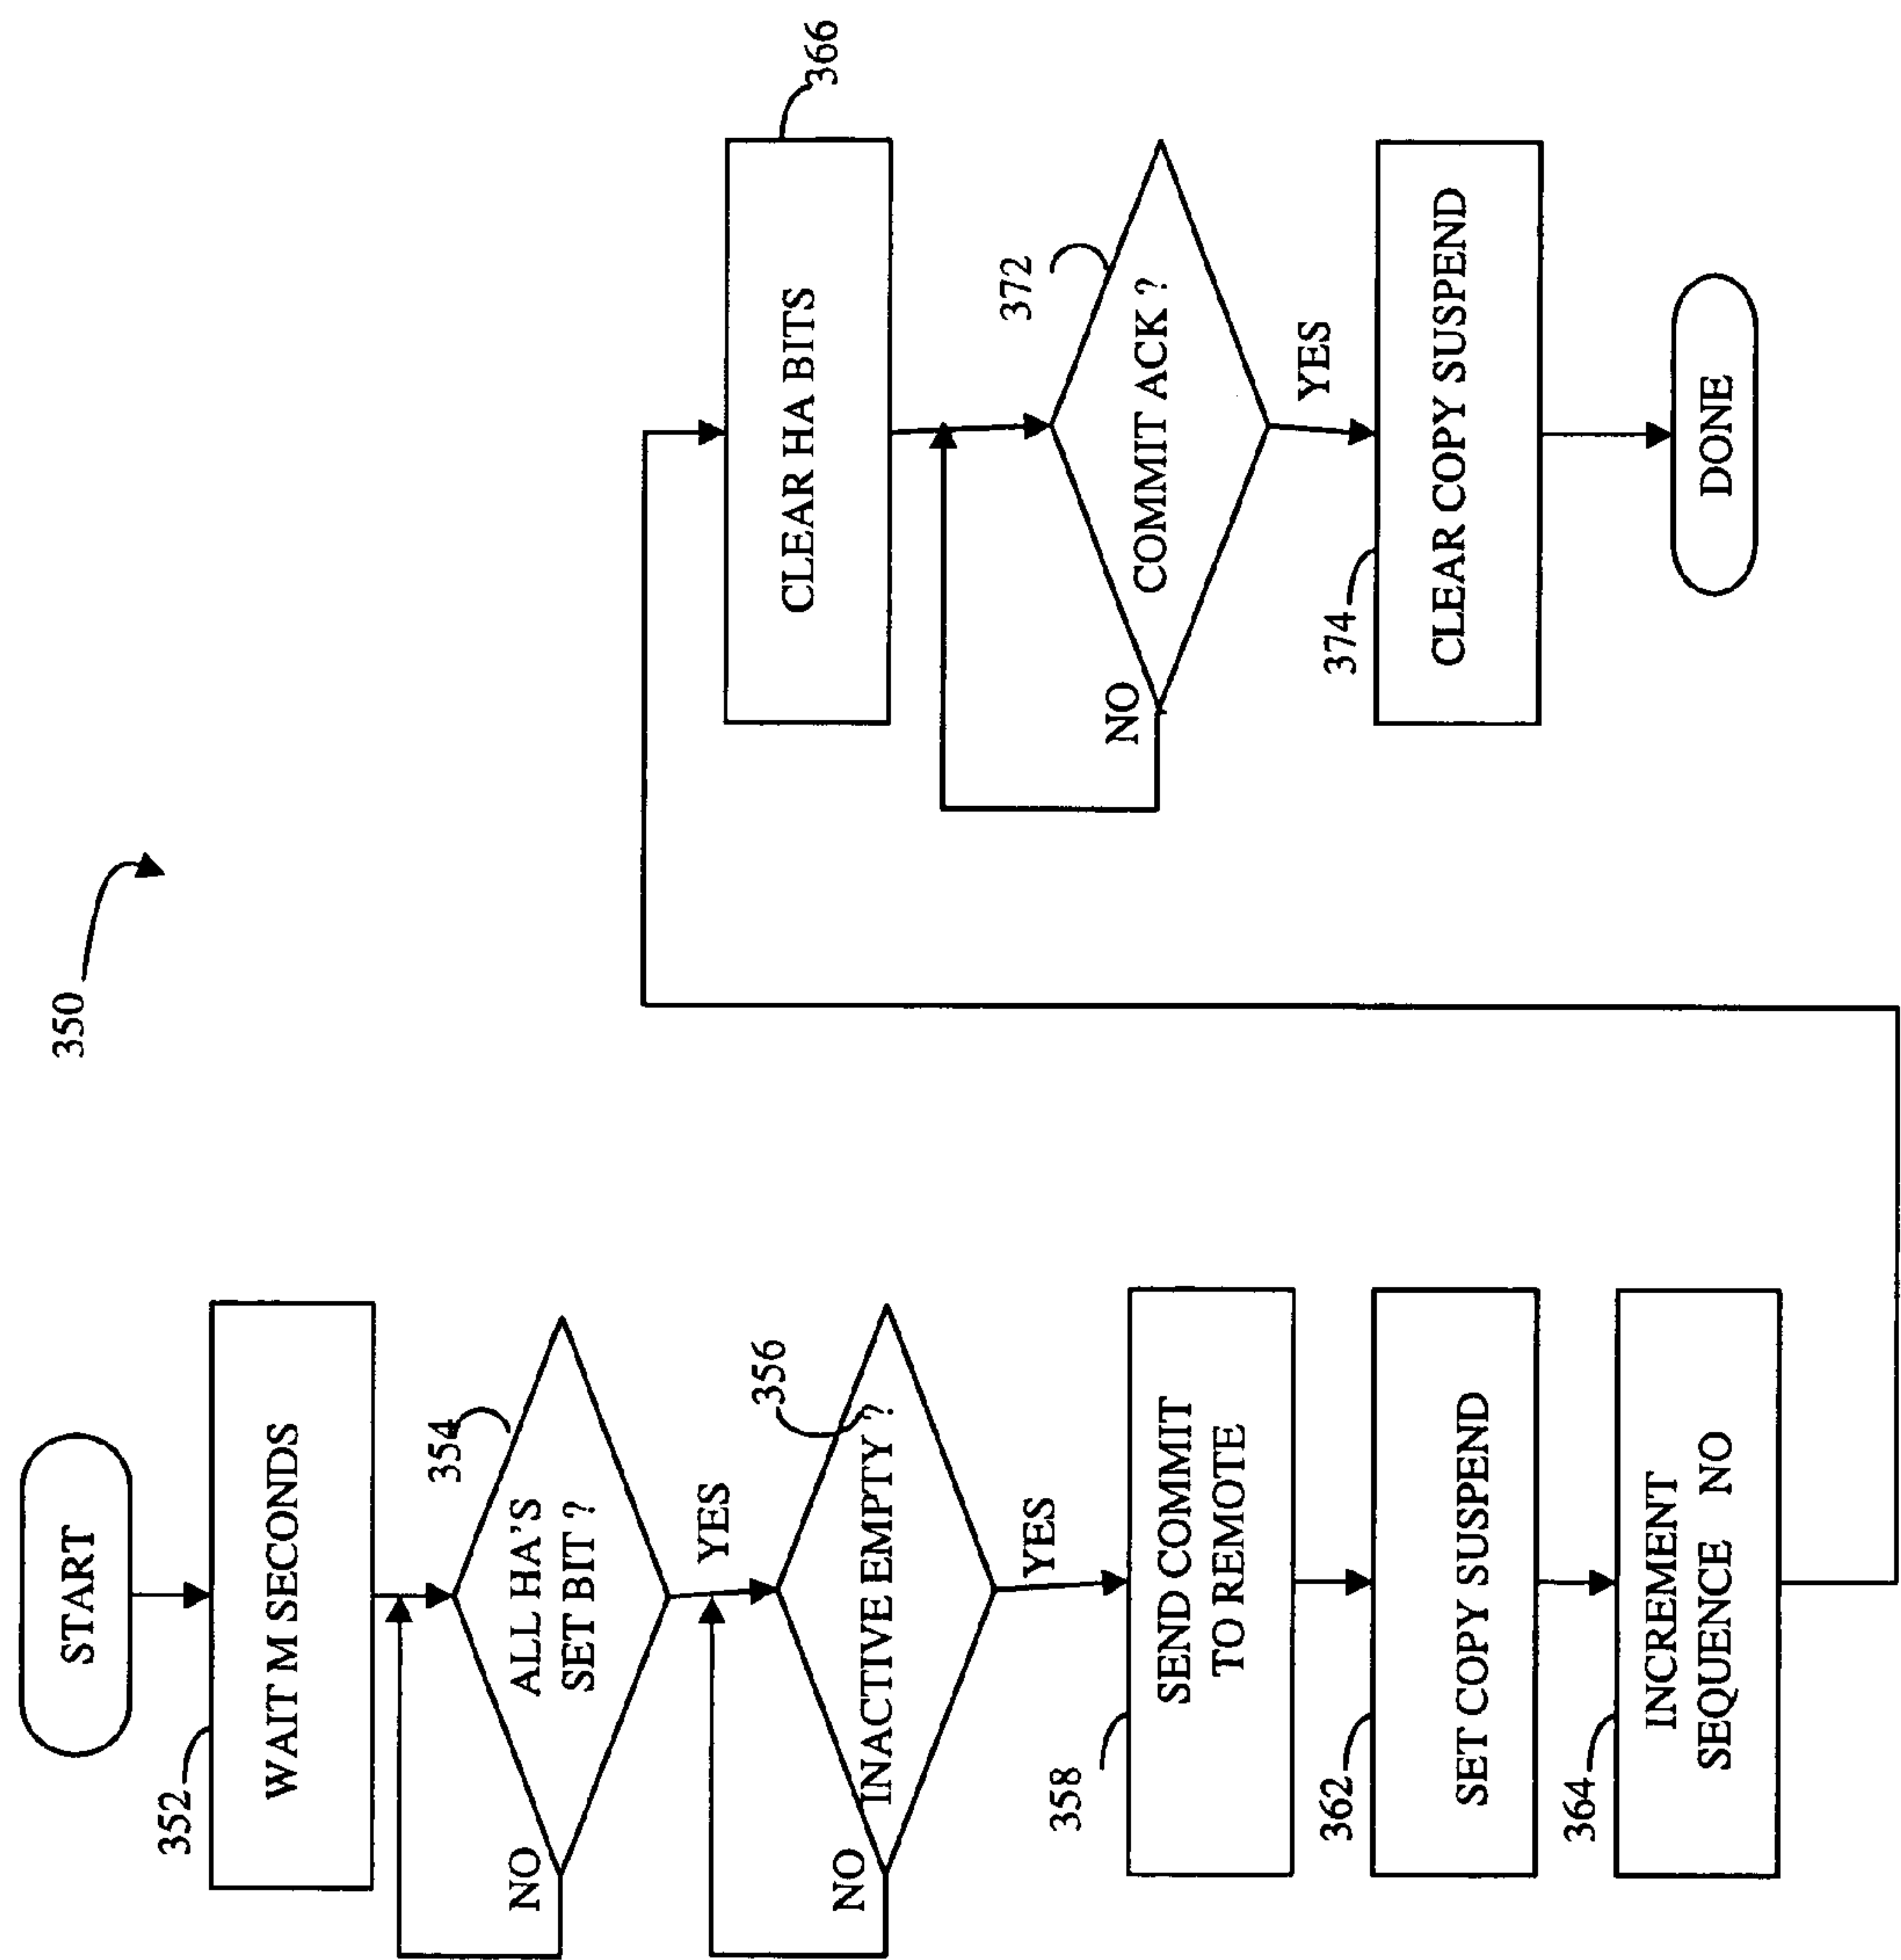 350
START
352
WAIT M SECONDS
354
ALL HA'S
SET BIT ?
NO
YES
356
INACTIVE EMPTY ?
NO
YES
358
SEND COMMIT
TO REMOTE
362
SET COPY SUSPEND
364
INCREMENT
SEQUENCE NO
366
CLEAR HA BITS
372
COMMIT ACK ?
NO
YES
374
CLEAR COPY SUSPEND
DONE